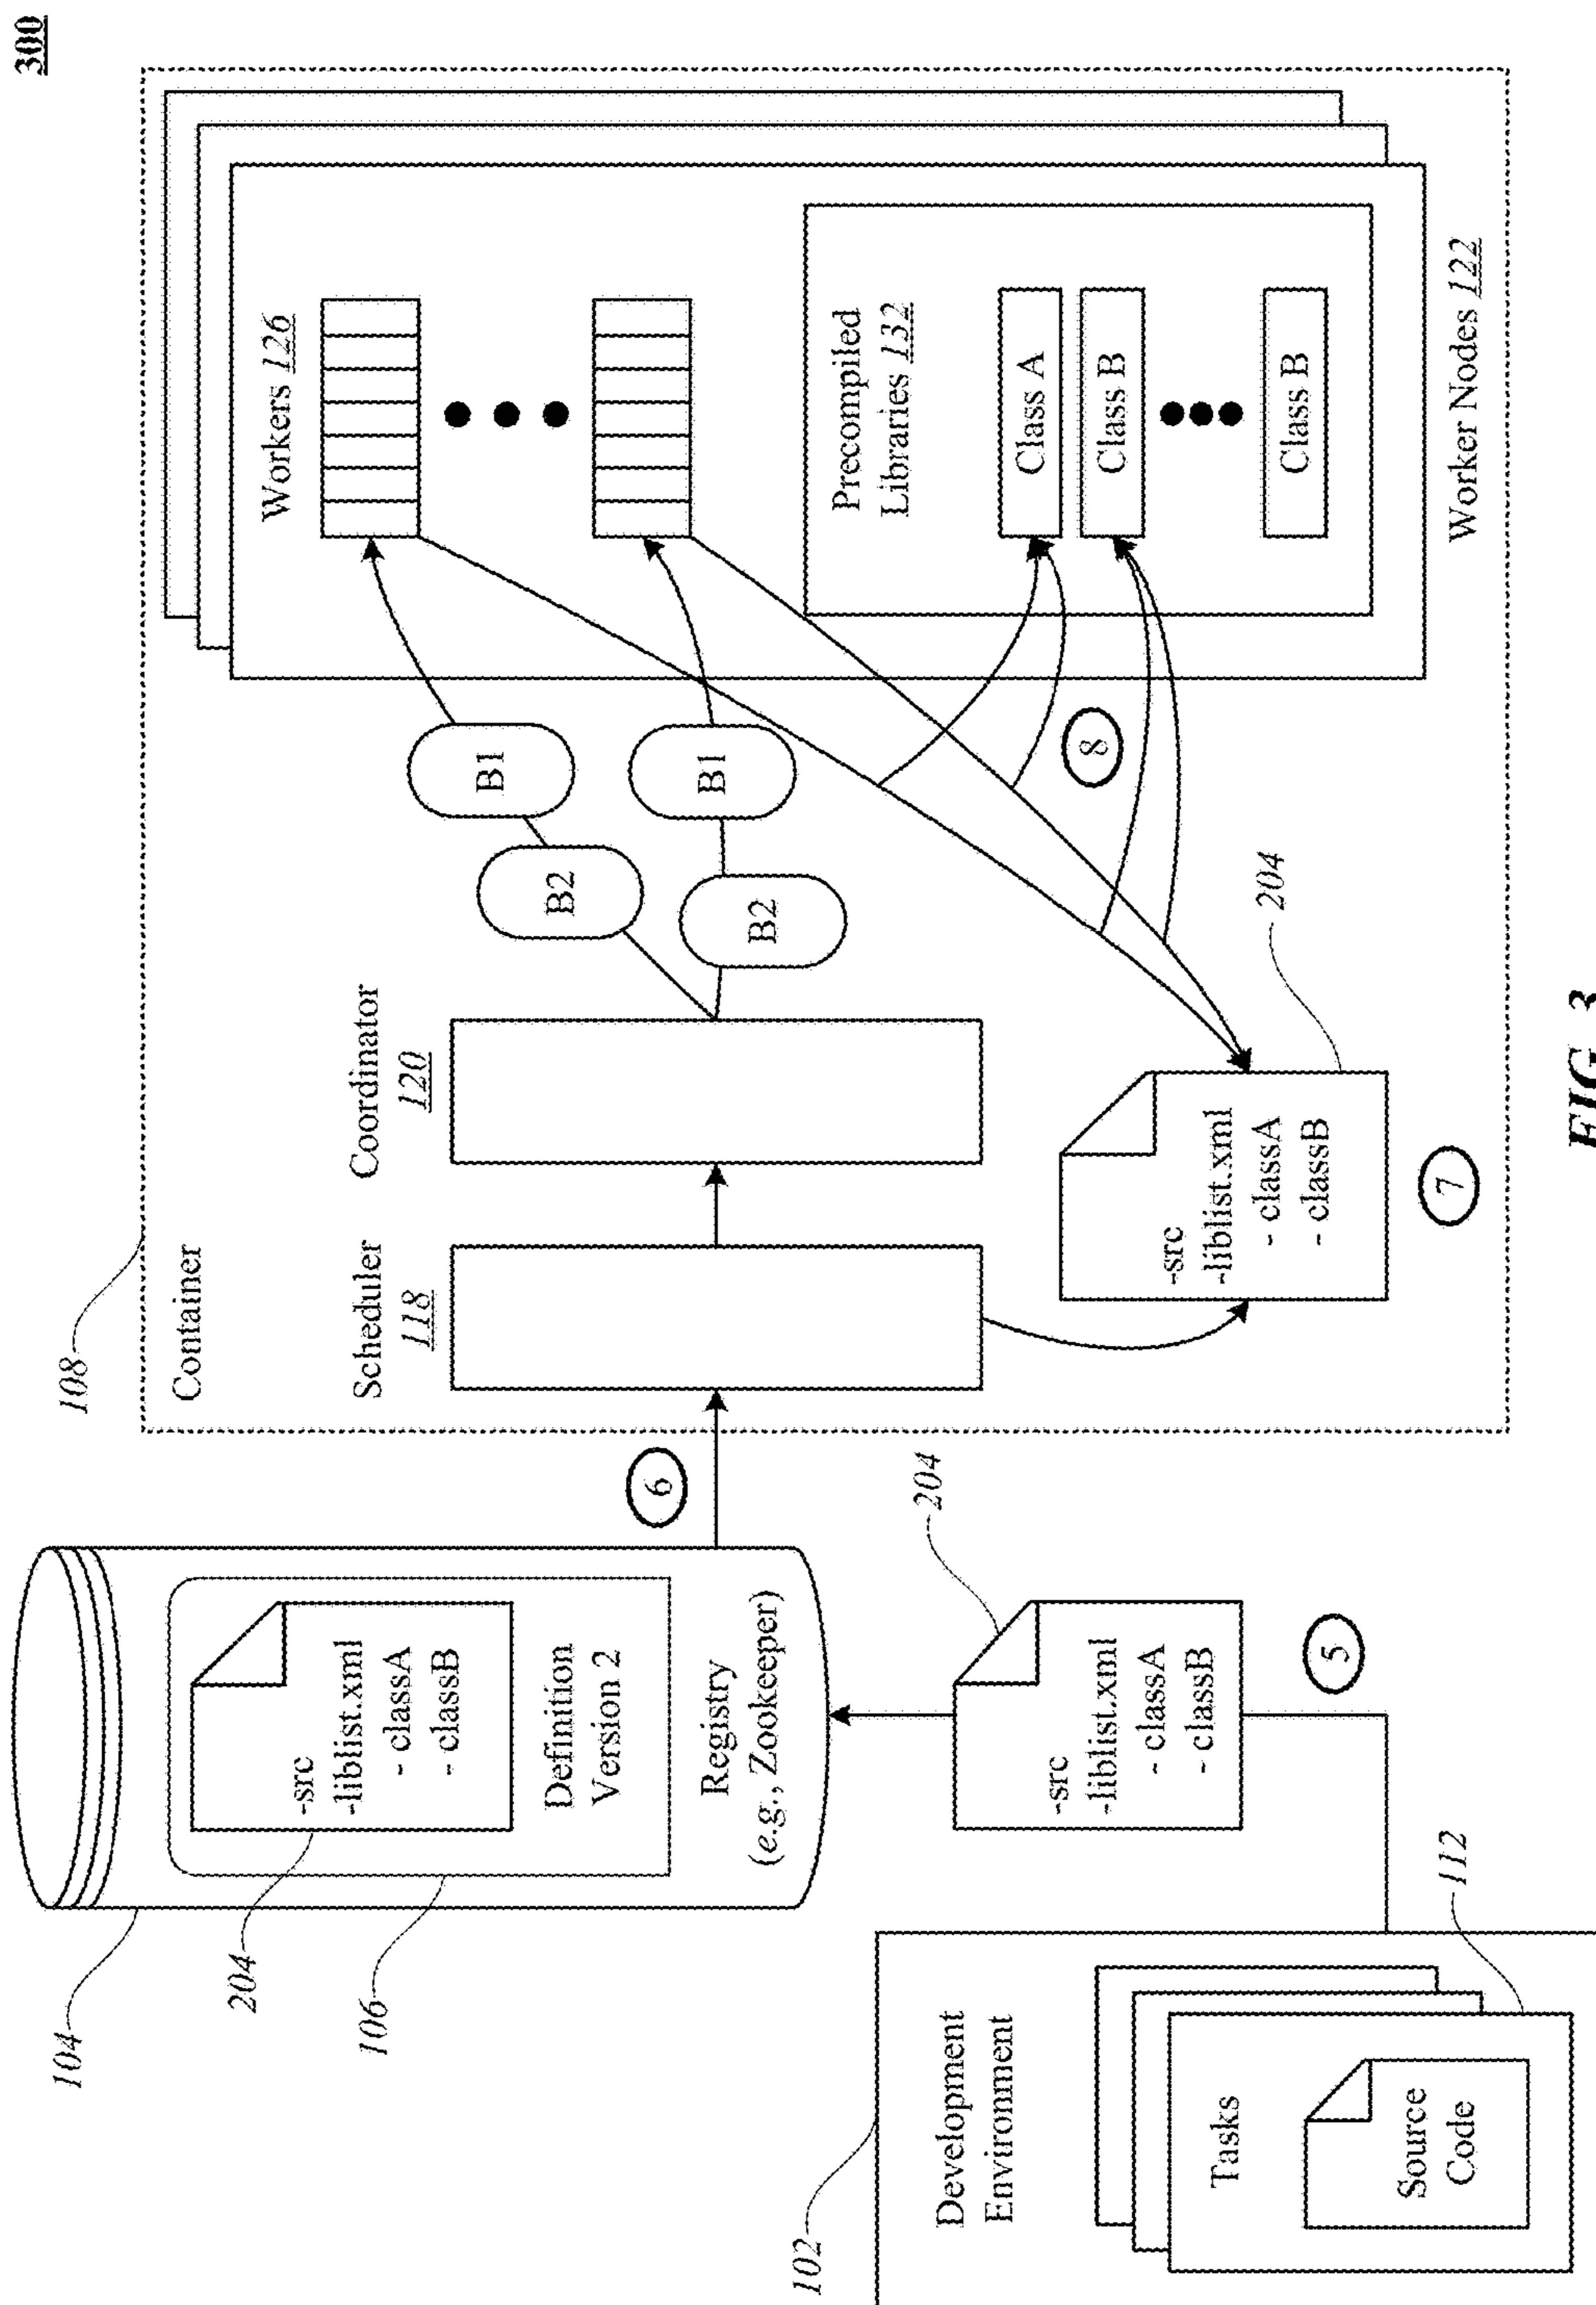 300
108
Container
Scheduler
118
Coordinator
120
B2
B1
B2
B1
Workers 126
Precompiled
Libraries 132
Class A
Class B
Class B
Worker Nodes 122
8
204
-src
-liblist.xml
- classA
- classB
7
6
104
204
106
-src
-liblist.xml
- classA
- classB
Definition
Version 2
Registry
(e.g., Zookeeper)
204
-src
-liblist.xml
- classA
- classB
5
102
Development
Environment
Tasks
Source
Code
112
FIG. 3